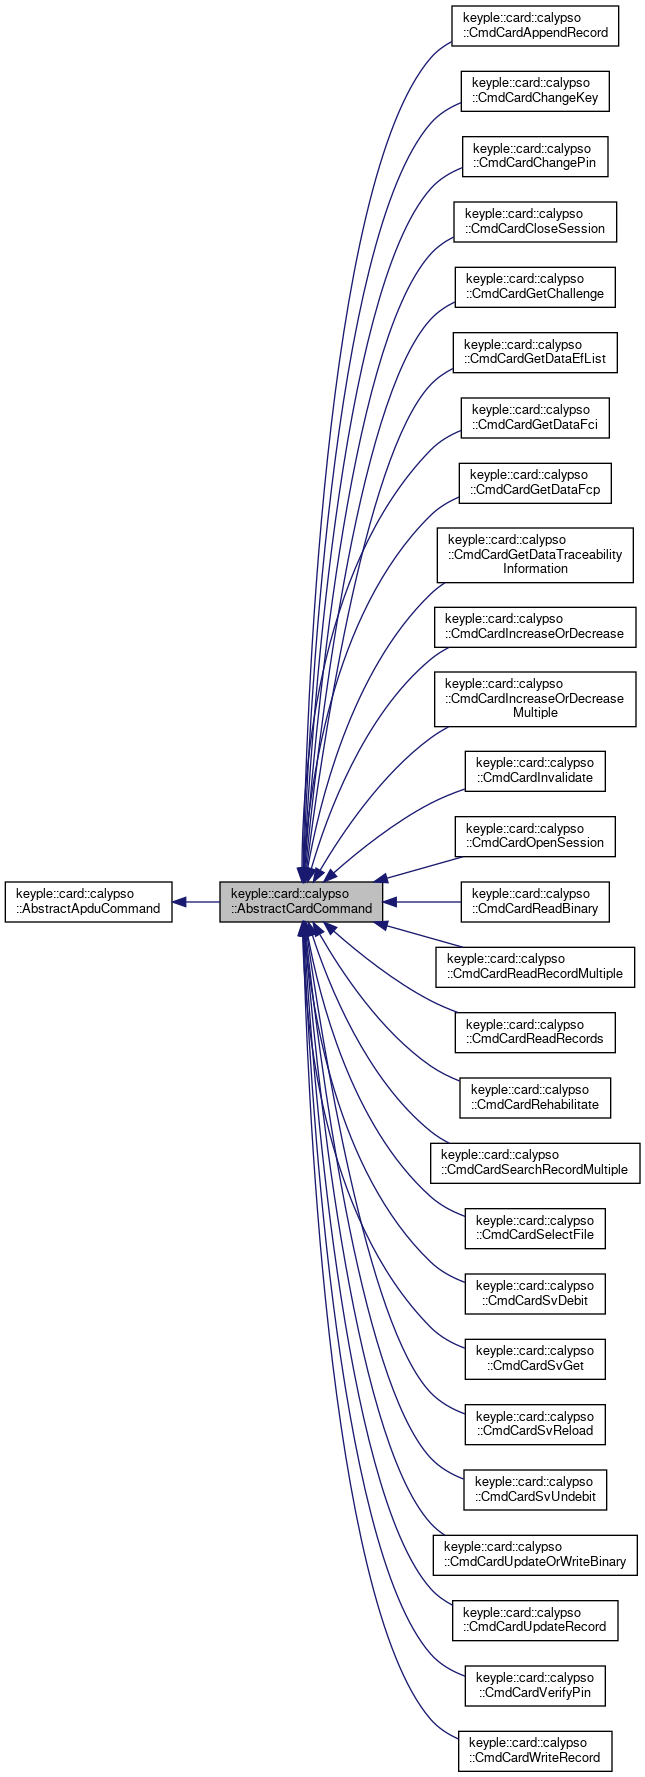 keyple::card::calypso
::CmdCardAppendRecord
keyple::card::calypso
::CmdCardChangeKey
keyple::card::calypso
::CmdCardChangePin
keyple::card::calypso
::CmdCardCloseSession
keyple::card::calypso
::CmdCardGetChallenge
keyple::card::calypso
::CmdCardGetDataEfList
keyple::card::calypso
::CmdCardGetDataFci
keyple::card::calypso
::CmdCardGetDataFcp
keyple::card::calypso
::CmdCardGetDataTraceability
Information
keyple::card::calypso
::CmdCardIncreaseOrDecrease
keyple::card::calypso
::CmdCardIncreaseOrDecrease
Multiple
keyple::card::calypso
::CmdCardInvalidate
keyple::card::calypso
::CmdCardOpenSession
keyple::card::calypso
::AbstractApduCommand
keyple::card::calypso
::AbstractCardCommand
keyple::card::calypso
::CmdCardReadBinary
keyple::card::calypso
::CmdCardReadRecordMultiple
keyple::card::calypso
::CmdCardReadRecords
keyple::card::calypso
::CmdCardRehabilitate
keyple::card::calypso
::CmdCardSearchRecordMultiple
keyple::card::calypso
::CmdCardSelectFile
keyple::card::calypso
::CmdCardSvDebit
keyple::card::calypso
::CmdCardSvGet
keyple::card::calypso
::CmdCardSvReload
keyple::card::calypso
::CmdCardSvUndebit
keyple::card::calypso
::CmdCardUpdateOrWriteBinary
keyple::card::calypso
::CmdCardUpdateRecord
keyple::card::calypso
::CmdCardVerifyPin
keyple::card::calypso
::CmdCardWriteRecord